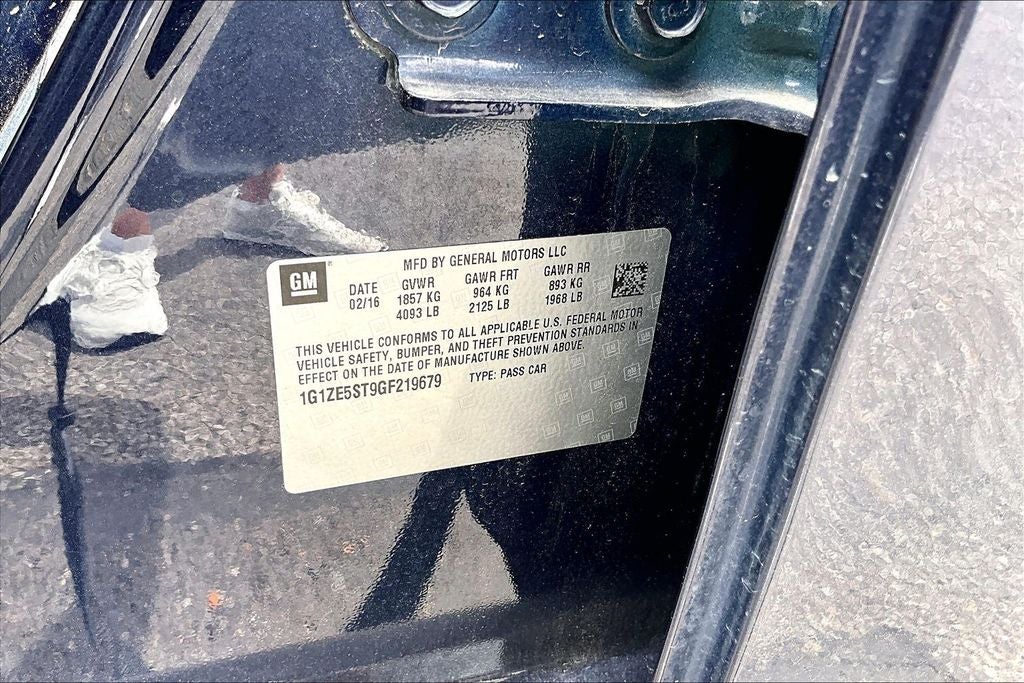 GM
MFD BY GENERAL MOTORS LLC
DATE GVWR GAWR FRT GAWR RR
02/16 1857 KG 964 KG 893 KG
4093 LB 2125 LB 1968 LB
THIS VEHICLE CONFORMS TO ALL APPLICABLE U.S. FEDERAL MOTOR
VEHICLE SAFETY, BUMPER, AND THEFT PREVENTION STANDARDS IN
EFFECT ON THE DATE OF MANUFACTURE SHOWN ABOVE.
1G1ZE5ST9GF219679 TYPE: PASS CAR